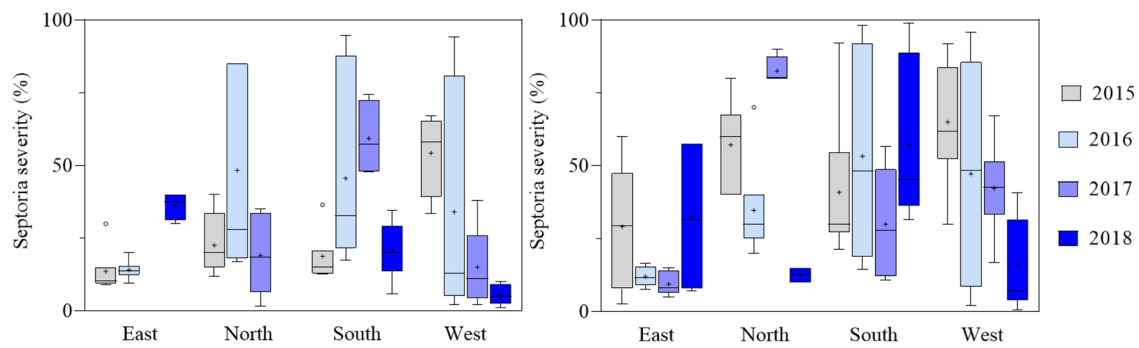 Septoria severity (%)
100
50
0
East North South West
Septoria severity (%)
100
50
0
East North South West
2015
2016
2017
2018